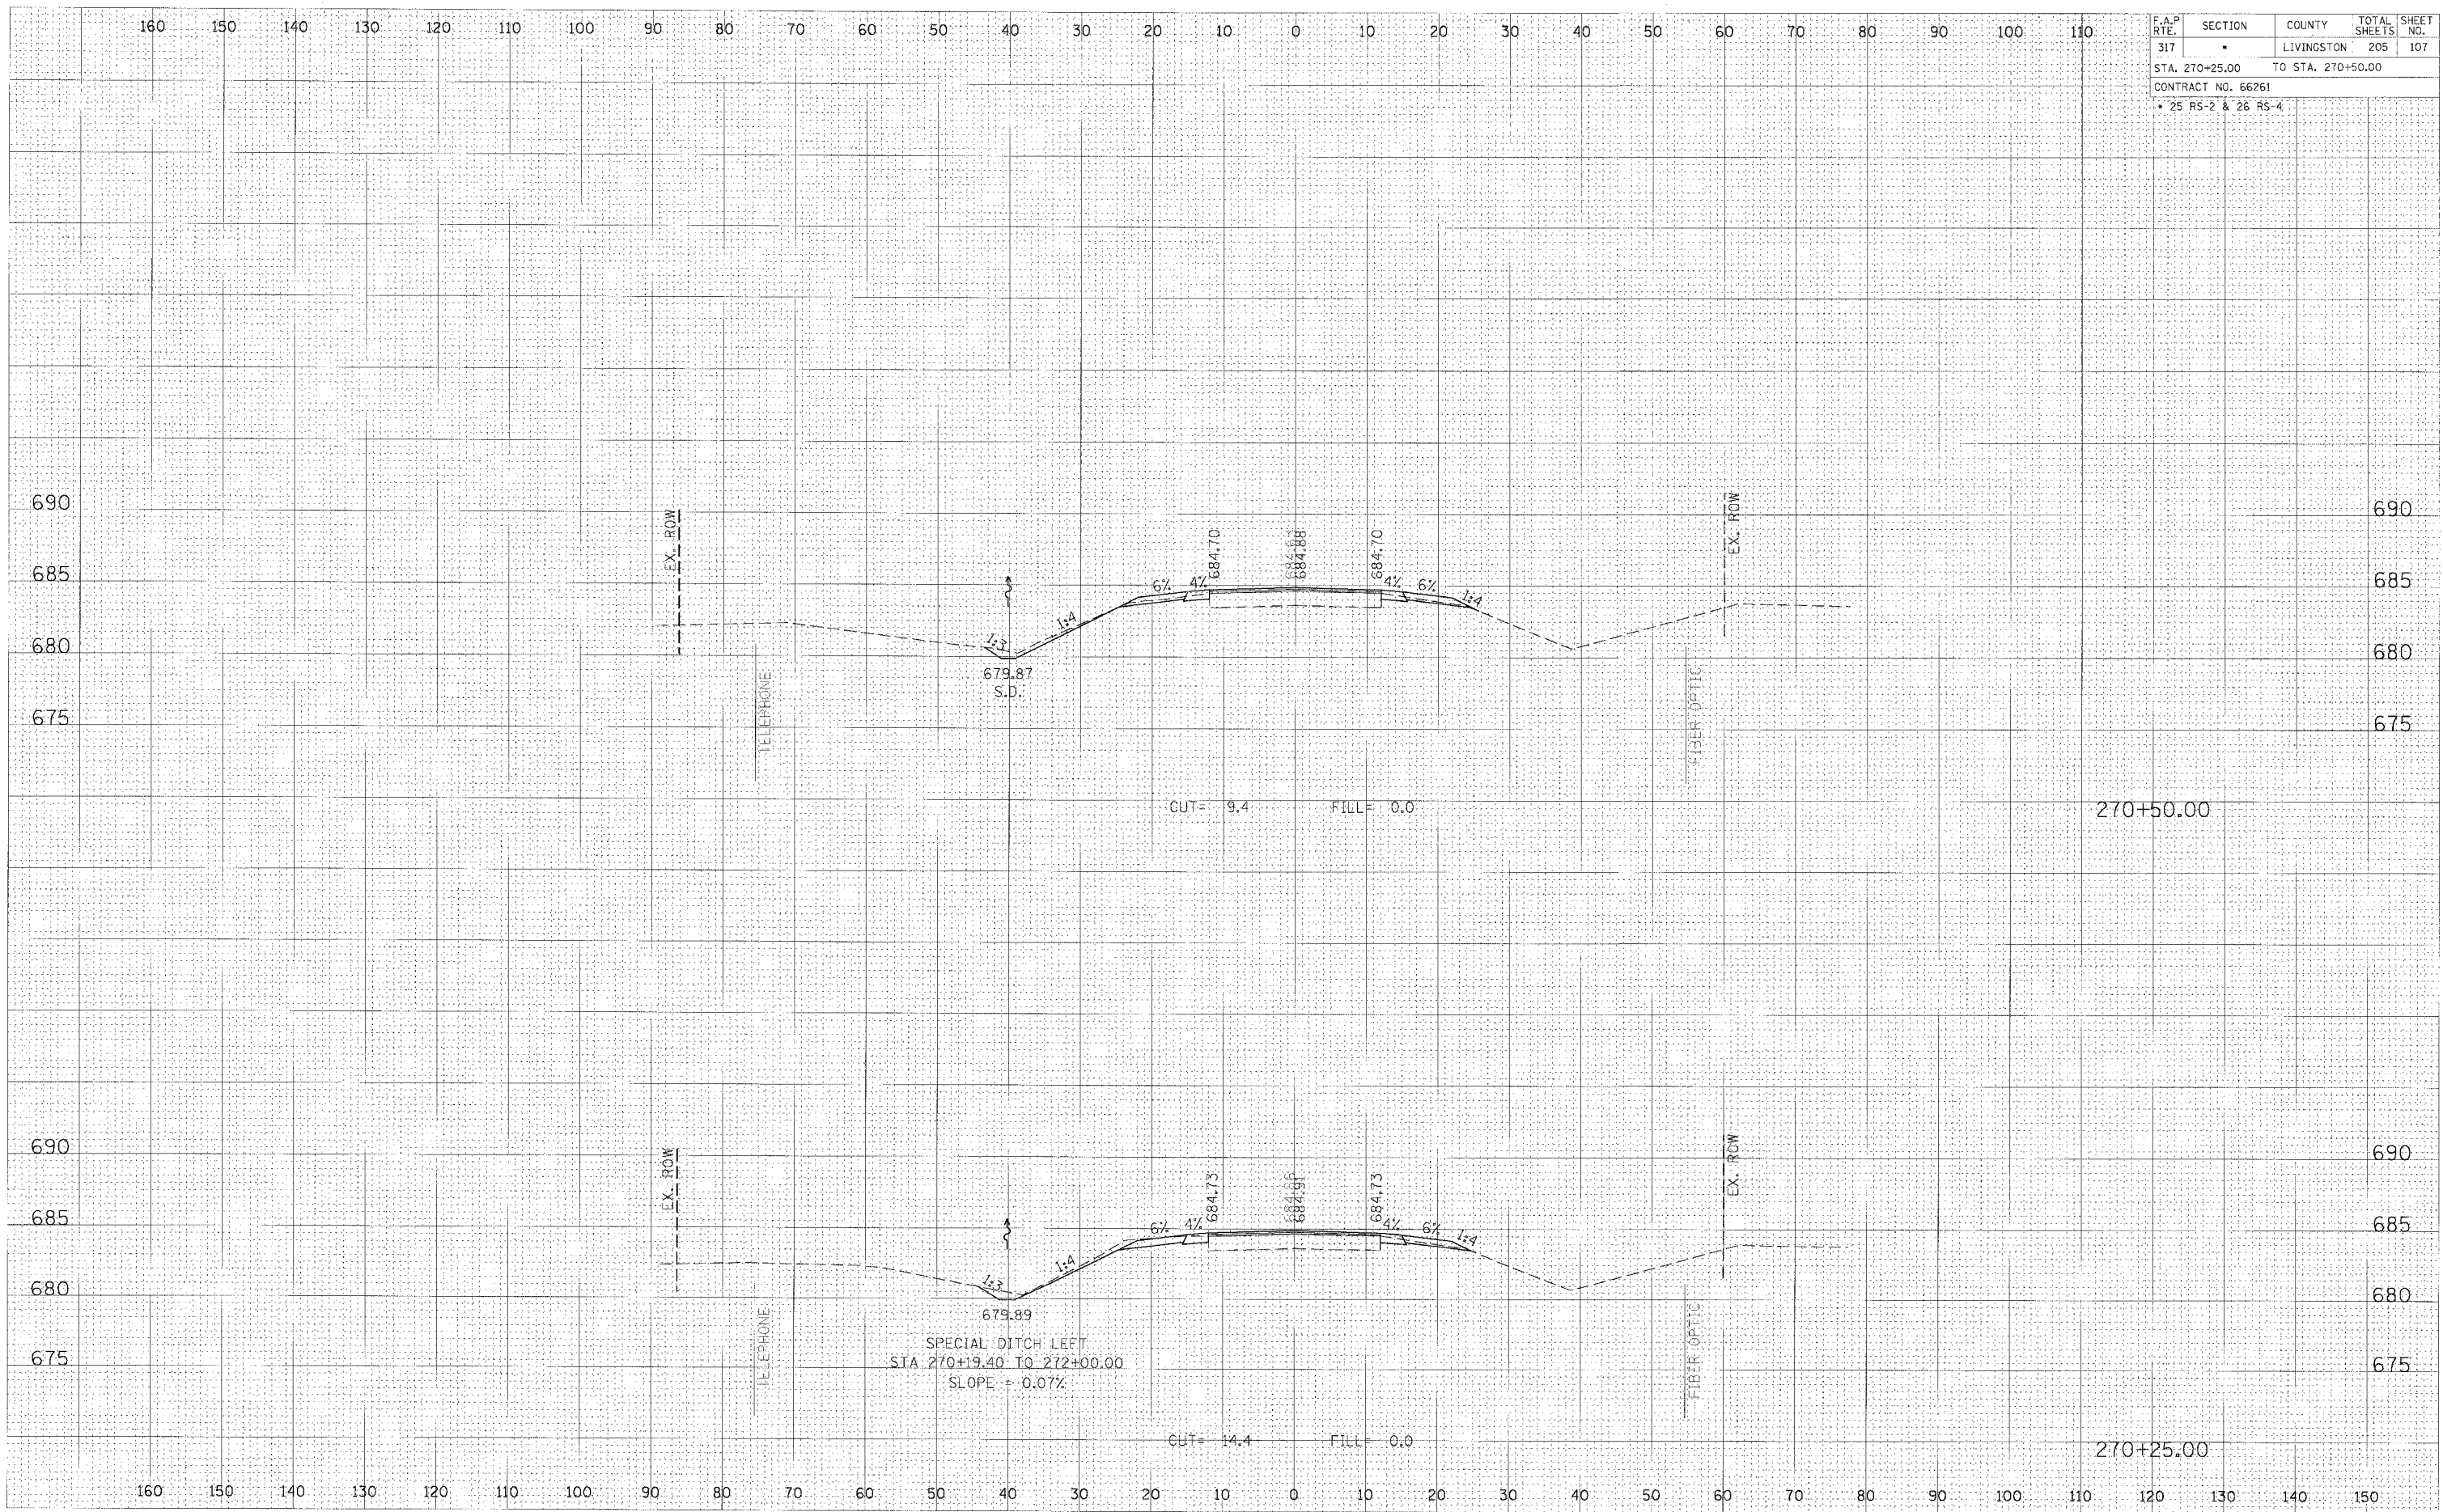 160 150 140 130 120 110 100 90 80 70 60 50 40 30 20 10 0 10 20 30 40 50 60 70 80 90 100 110
F.A.P RTE. SECTION COUNTY TOTAL SHEETS SHEET NO.
317 * LIVINGSTON 205 107
STA. 270+25.00 TO STA. 270+50.00
CONTRACT NO. 66261
* 25 RS-2 & 26 RS-4
690 EX. ROW 684.70 684.88 684.70 EX. ROW 690
685 6% 4% 4% 6% 1:4 685
1:4
680 1:3 680
679.87
S.D.
675 TELEPHONE FIBER OPTIC 675
CUT= 9.4 FILL= 0.0 270+50.00
690 EX. ROW 684.73 684.91 684.73 EX. ROW 690
685 6% 4% 4% 6% 1:4 685
1:4
680 1:3 680
679.89
SPECIAL DITCH LEFT
675 TELEPHONE STA 270+19.40 TO 272+00.00 FIBER OPTIC 675
SLOPE = 0.07%
CUT= 14.4 FILL= 0.0 270+25.00
160 150 140 130 120 110 100 90 80 70 60 50 40 30 20 10 0 10 20 30 40 50 60 70 80 90 100 110 120 130 140 150